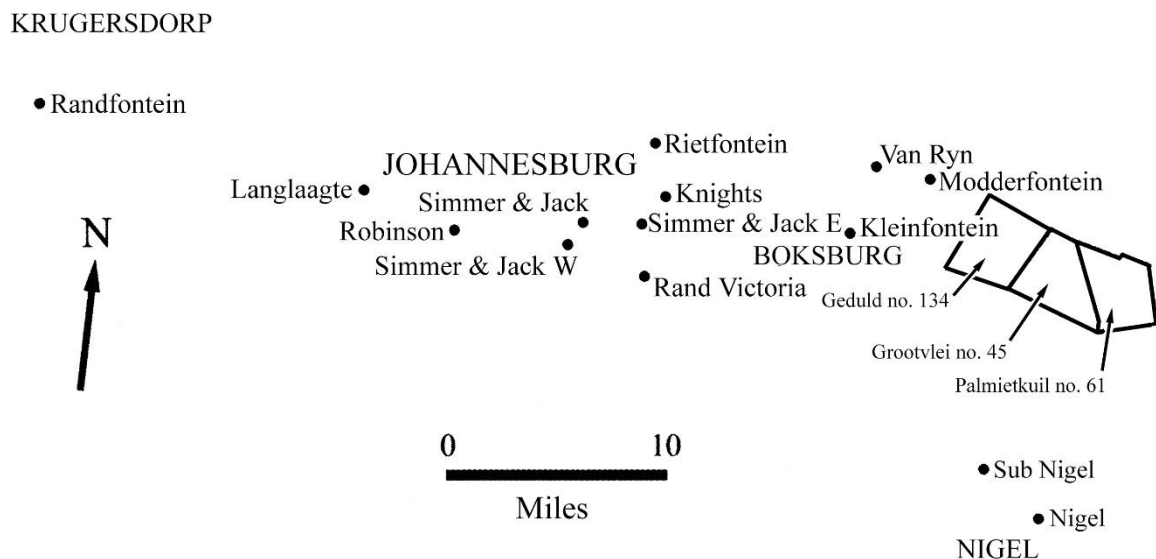 KRUGERSDORP
Randfontein
Rietfontein
JOHANNESBURG
Van Ryn
Modderfontein
Langlaagte
Simmer & Jack
Knights
Robinson
Simmer & Jack E
Kleinfontein
N
Simmer & Jack W
BOKSBURG
Rand Victoria
Geduld no. 134
Grootvlei no. 45
Palmietkuil no. 61
0 10
Miles
Sub Nigel
Nigel
NIGEL